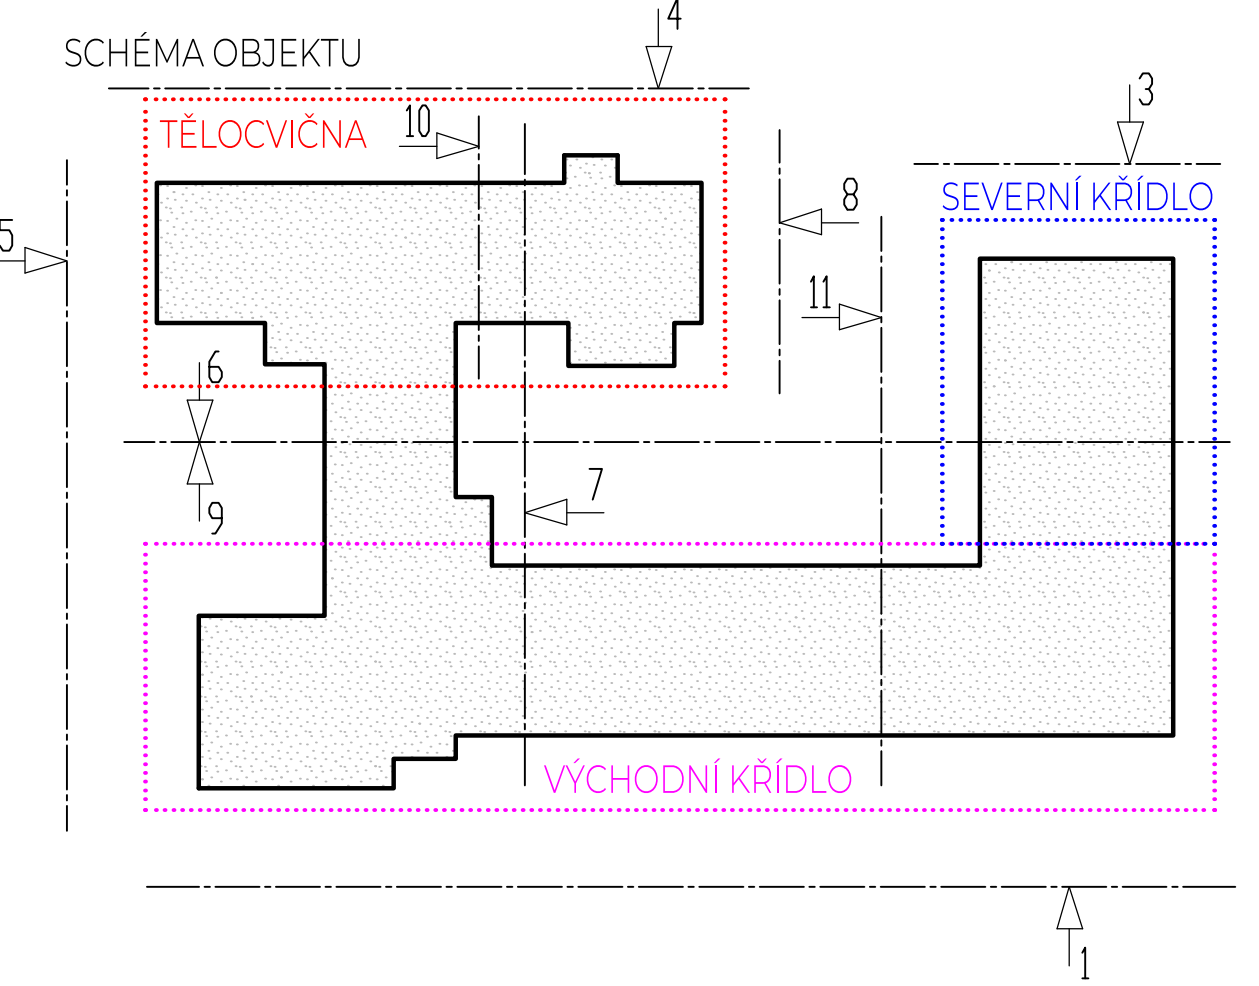 4
SCHÉMA OBJEKTU
3
10
TĚLOCVIČNA
8
SEVERNÍ KŘÍDLO
5
11
6
7
9
VÝCHODNÍ KŘÍDLO
1